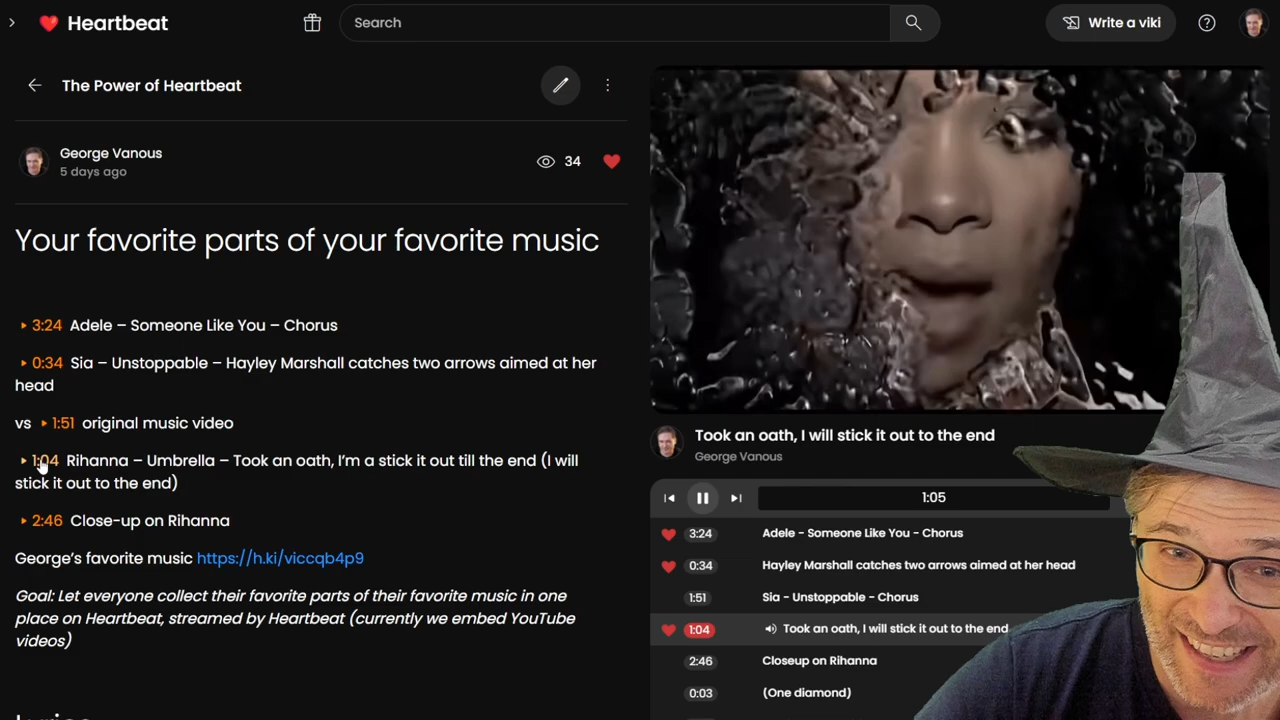 Heartbeat
Search
Write a viki
The Power of Heartbeat
George Vanous
5 days ago
34
Your favorite parts of your favorite music
3:24 Adele – Someone Like You – Chorus
0:34 Sia – Unstoppable – Hayley Marshall catches two arrows aimed at her
head
vs 1:51 original music video
1:04 Rihanna – Umbrella – Took an oath, I'm a stick it out till the end (I will
stick it out to the end)
2:46 Close-up on Rihanna
George's favorite music https://h.ki/viccqb4p9
Goal: Let everyone collect their favorite parts of their favorite music in one
place on Heartbeat, streamed by Heartbeat (currently we embed YouTube
videos)
Took an oath, I will stick it out to the end
George Vanous
1:05
3:24 Adele - Someone Like You - Chorus
0:34 Hayley Marshall catches two arrows aimed at her head
1:51 Sia - Unstoppable - Chorus
1:04 Took an oath, I will stick it out to the end
2:46 Closeup on Rihanna
0:03 (One diamond)